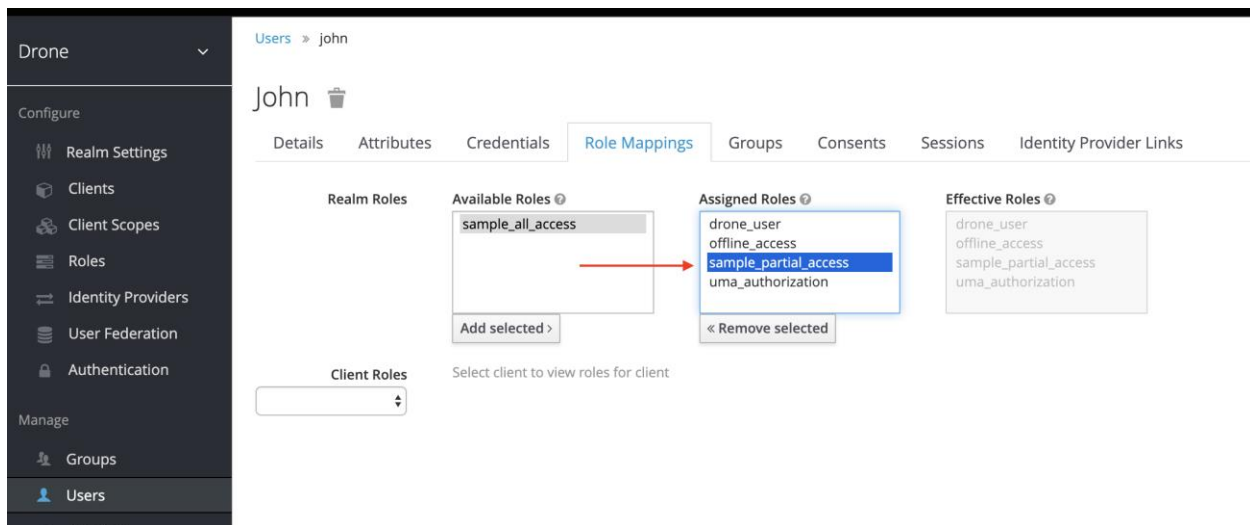 Drone
Configure
Realm Settings
Clients
Client Scopes
Roles
Identity Providers
User Federation
Authentication
Manage
Groups
Users
Users » john
John
Details Attributes Credentials Role Mappings Groups Consents Sessions Identity Provider Links
Realm Roles
Available Roles
sample_all_access
Add selected >
Assigned Roles
drone_user
offline_access
sample_partial_access
uma_authorization
« Remove selected
Effective Roles
drone_user
offline_access
sample_partial_access
uma_authorization
Client Roles
Select client to view roles for client